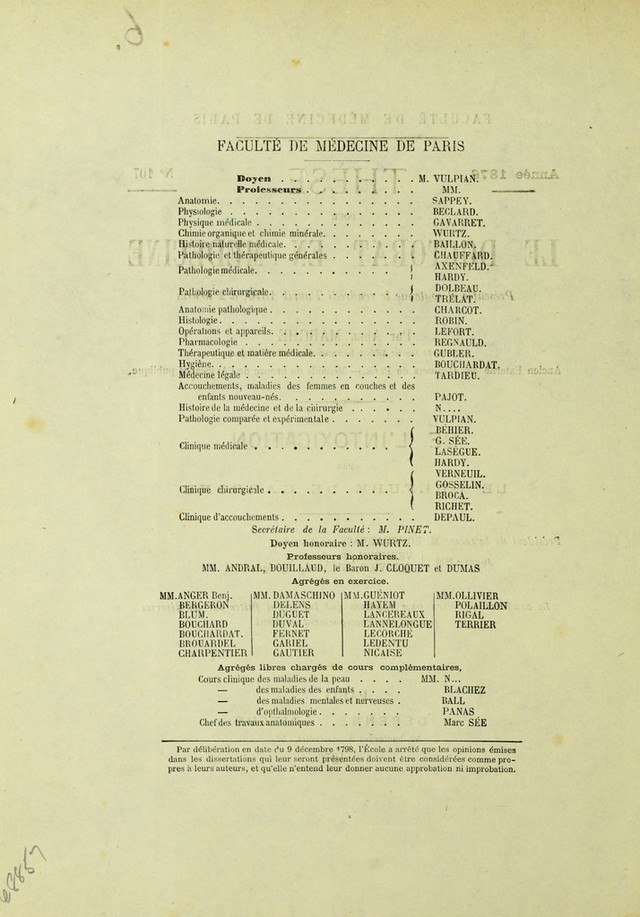 FACULTÉ DE MÉDECINE DE PARIS
Doyen . . . . . . . . . . . M. VULPIAN.
Professeurs . . . . . . . . MM.
Anatomie. . . . . . . . . . . . . . . SAPPEY.
Physiologie . . . . . . . . . . . . . BECLARD.
Physique médicale . . . . . . . . . . . GAVARRET.
Chimie organique et chimie minérale. . . . . . . WURTZ.
Histoire naturelle médicale. . . . . . . . . BAILLON.
Pathologie et thérapeutique générales . . . . . . CHAUFFARD.
Pathologie médicale. . . . . . . . . . . AXENFELD.
HARDY.
Pathologie chirurgicale. . . . . . . . . . DOLBEAU.
TRÉLAT.
Anatomie pathologique . . . . . . . . . . CHARCOT.
Histologie. . . . . . . . . . . . . . ROBIN.
Opérations et appareils. . . . . . . . . . LEFORT.
Pharmacologie . . . . . . . . . . . . REGNAULD.
Thérapeutique et matière médicale. . . . . . . GUBLER.
Hygiène. . . . . . . . . . . . . . . BOUCHARDAT.
Médecine légale . . . . . . . . . . . . TARDIEU.
Accouchements, maladies des femmes en couches et des
enfants nouveau-nés. . . . . . . . . . PAJOT.
Histoire de la médecine et de la chirurgie . . . . . . N....
Pathologie comparée et expérimentale . . . . . . . VULPIAN.
Clinique médicale . . . . . . . . . . . BÉHIER.
G. SÉE.
LASÈGUE.
HARDY.
Clinique chirurgicale . . . . . . . . . . VERNEUIL.
GOSSELIN.
BROCA.
RICHET.
Clinique d'accouchements . . . . . . . . . . DEPAUL.
Secrétaire de la Faculté : M. PINET.
Doyen honoraire : M. WURTZ.
Professeurs honoraires.
MM. ANDRAL, BOUILLAUD, le Baron J. CLOQUET et DUMAS
Agrégés en exercice.
MM. ANGER Benj. MM. DAMASCHINO MM. GUÉNIOT MM. OLLIVIER
BERGERON DELENS HAYEM POLAILLON
BLUM. DUGUET LANCEREAUX RIGAL
BOUCHARD DUVAL LANNELONGUE TERRIER
BOUCHARDAT. FERNET LECORCHÉ
BROUARDEL GARIEL LEDENTU
CHARPENTIER GAUTIER NICAISE
Agrégés libres chargés de cours complémentaires,
Cours clinique des maladies de la peau . . . . MM. N...
— des maladies des enfants . . . . BLACHEZ
— des maladies mentales et nerveuses . BALL
— d'opthalmologie . . . . . . . PANAS
Chef des travaux anatomiques . . . . . . . Marc SÉE
Par délibération en date du 9 décembre 1798, l'École a arrêté que les opinions émises
dans les dissertations qui leur seront présentées doivent être considérées comme pro-
pres à leurs auteurs, et qu'elle n'entend leur donner aucune approbation ni improbation.